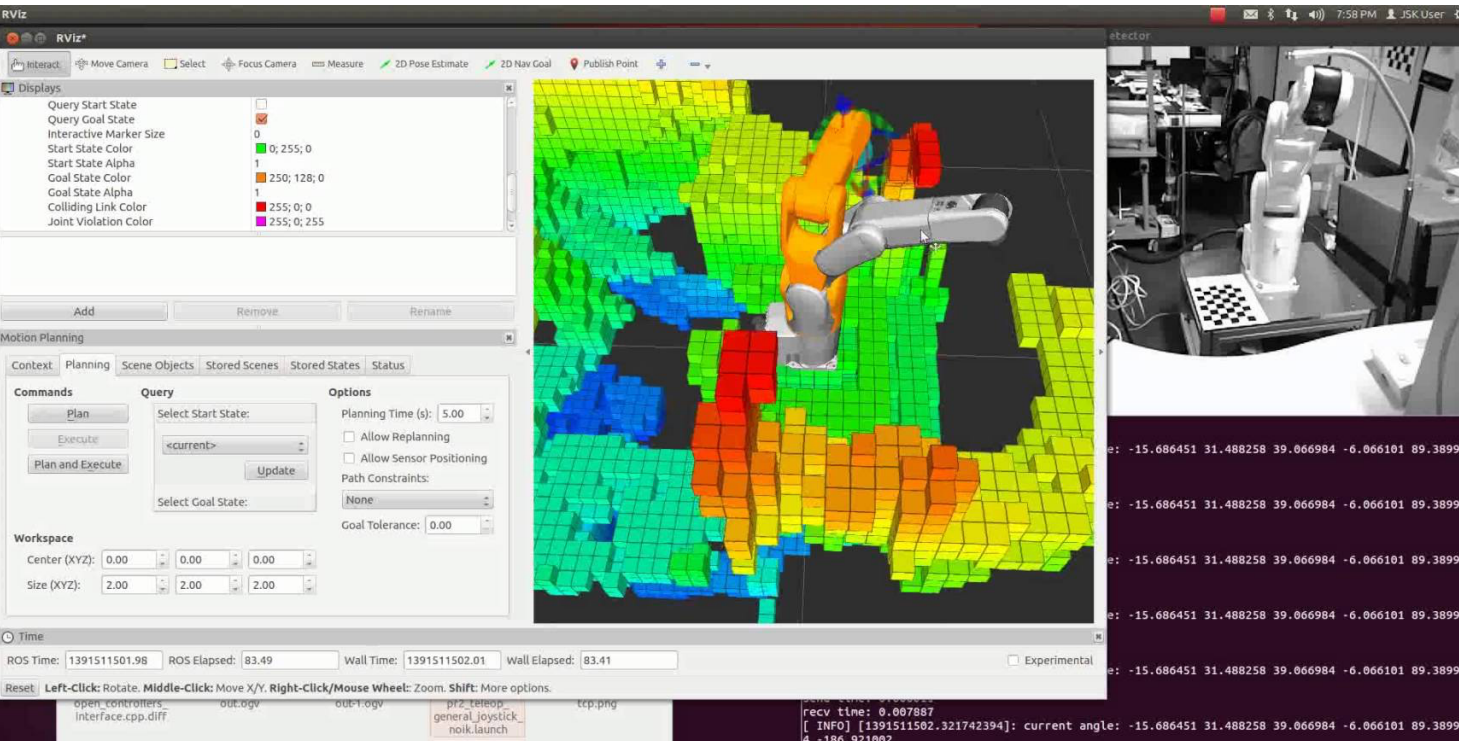 RViz
7:58 PM JSK User
RViz*
etector
Interact Move Camera Select Focus Camera Measure 2D Pose Estimate 2D Nav Goal Publish Point
Displays
Query Start State
Query Goal State
Interactive Marker Size 0
Start State Color 0; 255; 0
Start State Alpha 1
Goal State Color 250; 128; 0
Goal State Alpha 1
Colliding Link Color 255; 0; 0
Joint Violation Color 255; 0; 255
Add Remove Rename
Motion Planning
Context Planning Scene Objects Stored Scenes Stored States Status
Commands Query Options
Plan Select Start State: Planning Time (s): 5.00
Execute <current> Allow Replanning
Plan and Execute Update Allow Sensor Positioning
Path Constraints:
Select Goal State: None
Goal Tolerance: 0.00
Workspace
Center (XYZ): 0.00 0.00 0.00
Size (XYZ): 2.00 2.00 2.00
Time
ROS Time: 1391511501.98 ROS Elapsed: 83.49 Wall Time: 1391511502.01 Wall Elapsed: 83.41 Experimental
Reset Left-Click: Rotate. Middle-Click: Move X/Y. Right-Click/Mouse Wheel: Zoom. Shift: More options.
open_controllers_
interface.cpp.diff
out.ogv
out-1.ogv
pr2_teleop_
general_joystick_
noik.launch
tcp.png
e: -15.686451 31.488258 39.066984 -6.066101 89.3899
e: -15.686451 31.488258 39.066984 -6.066101 89.3899
e: -15.686451 31.488258 39.066984 -6.066101 89.3899
e: -15.686451 31.488258 39.066984 -6.066101 89.3899
e: -15.686451 31.488258 39.066984 -6.066101 89.3899
recv time: 0.007887
[ INFO] [1391511502.321742394]: current angle: -15.686451 31.488258 39.066984 -6.066101 89.3899
4 -186.921002